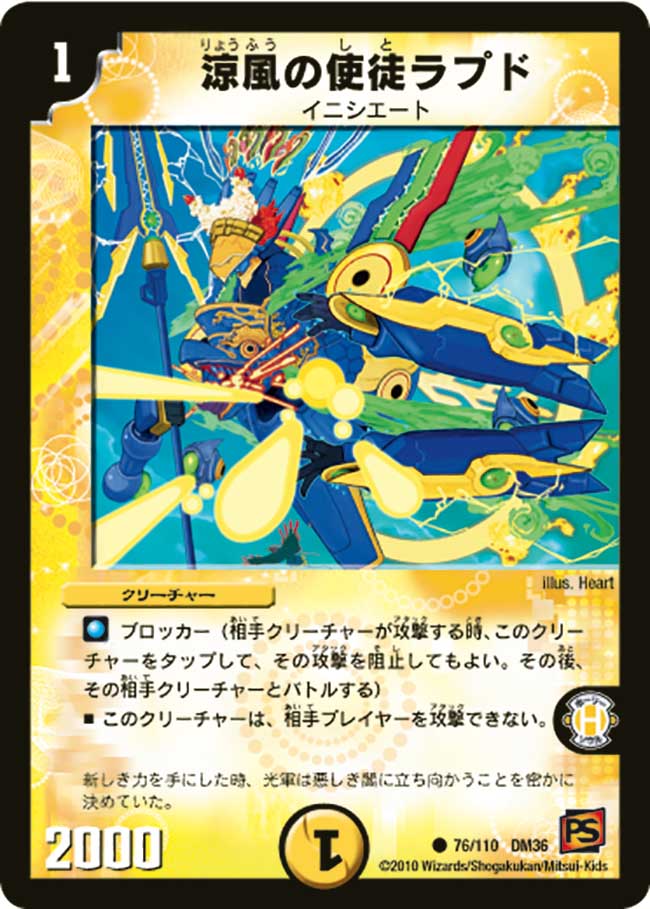 1
りょうふう しと
涼風の使徒ラプド
イニシエート
illus. Heart
クリーチャー
ブロッカー（相手クリーチャーが攻撃する時、このクリー
チャーをタップして、その攻撃を阻止してもよい。その後、
その相手クリーチャーとバトルする）
■ このクリーチャーは、相手プレイヤーを攻撃できない。
ホーリー
H
ソウル
新しき力を手にした時、光軍は悪しき闇に立ち向かうことを密かに
決めていた。
2000
1
● 76/110 DM36
PS
©2010 Wizards/Shogakukan/Mitsui-Kids